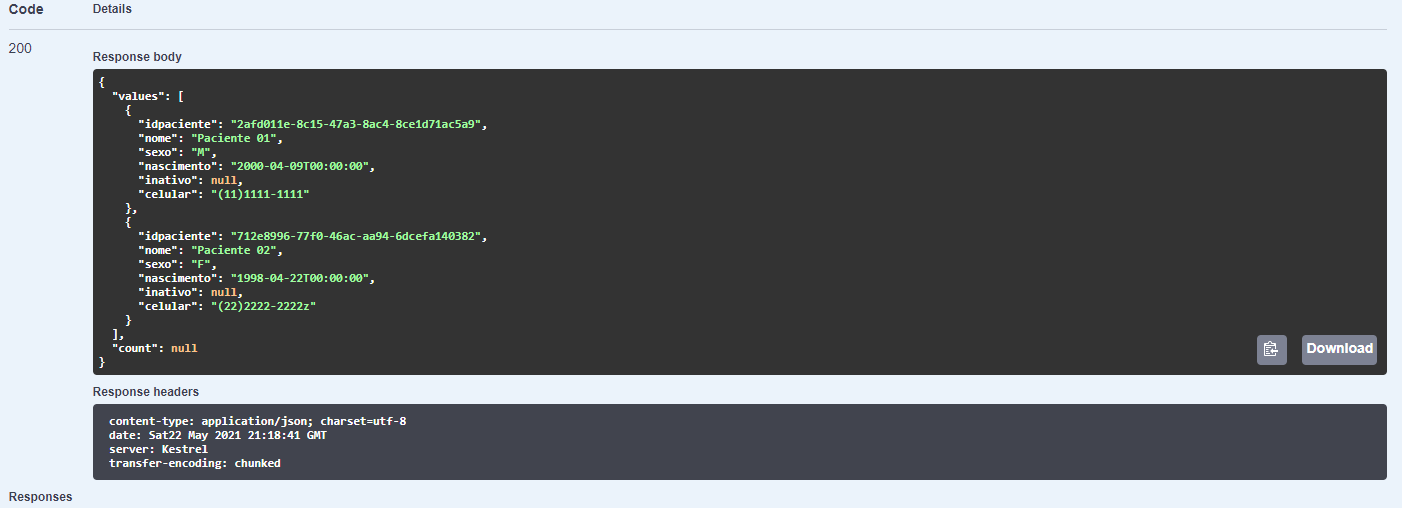 Code Details
200
Response body
{
  "values": [
    {
      "idpaciente": "2afd011e-8c15-47a3-8ac4-8ce1d71ac5a9",
      "nome": "Paciente 01",
      "sexo": "M",
      "nascimento": "2000-04-09T00:00:00",
      "inativo": null,
      "celular": "(11)1111-1111"
    },
    {
      "idpaciente": "712e8996-77f0-46ac-aa94-6dcefa140382",
      "nome": "Paciente 02",
      "sexo": "F",
      "nascimento": "1998-04-22T00:00:00",
      "inativo": null,
      "celular": "(22)2222-2222z"
    }
  ],
  "count": null
}
Download
Response headers
content-type: application/json; charset=utf-8
date: Sat22 May 2021 21:18:41 GMT
server: Kestrel
transfer-encoding: chunked
Responses